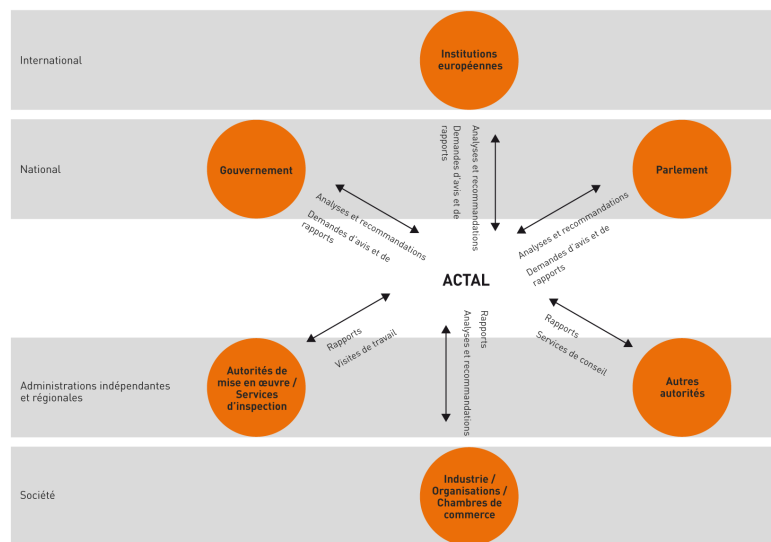 International
Institutions
européennes
National
Gouvernement
Parlement
Analyses et recommandations
Demandes d'avis et de
rapports
Analyses et recommandations
Demandes d'avis et de
rapports
Analyses et recommandations
Demandes d'avis et de
rapports
ACTAL
Rapports
Visites de travail
Rapports
Analyses et recommandations
Rapports
Services de conseil
Administrations indépendantes
et régionales
Autorités de
mise en œuvre /
Services
d'inspection
Autres
autorités
Société
Industrie /
Organisations /
Chambres de
commerce